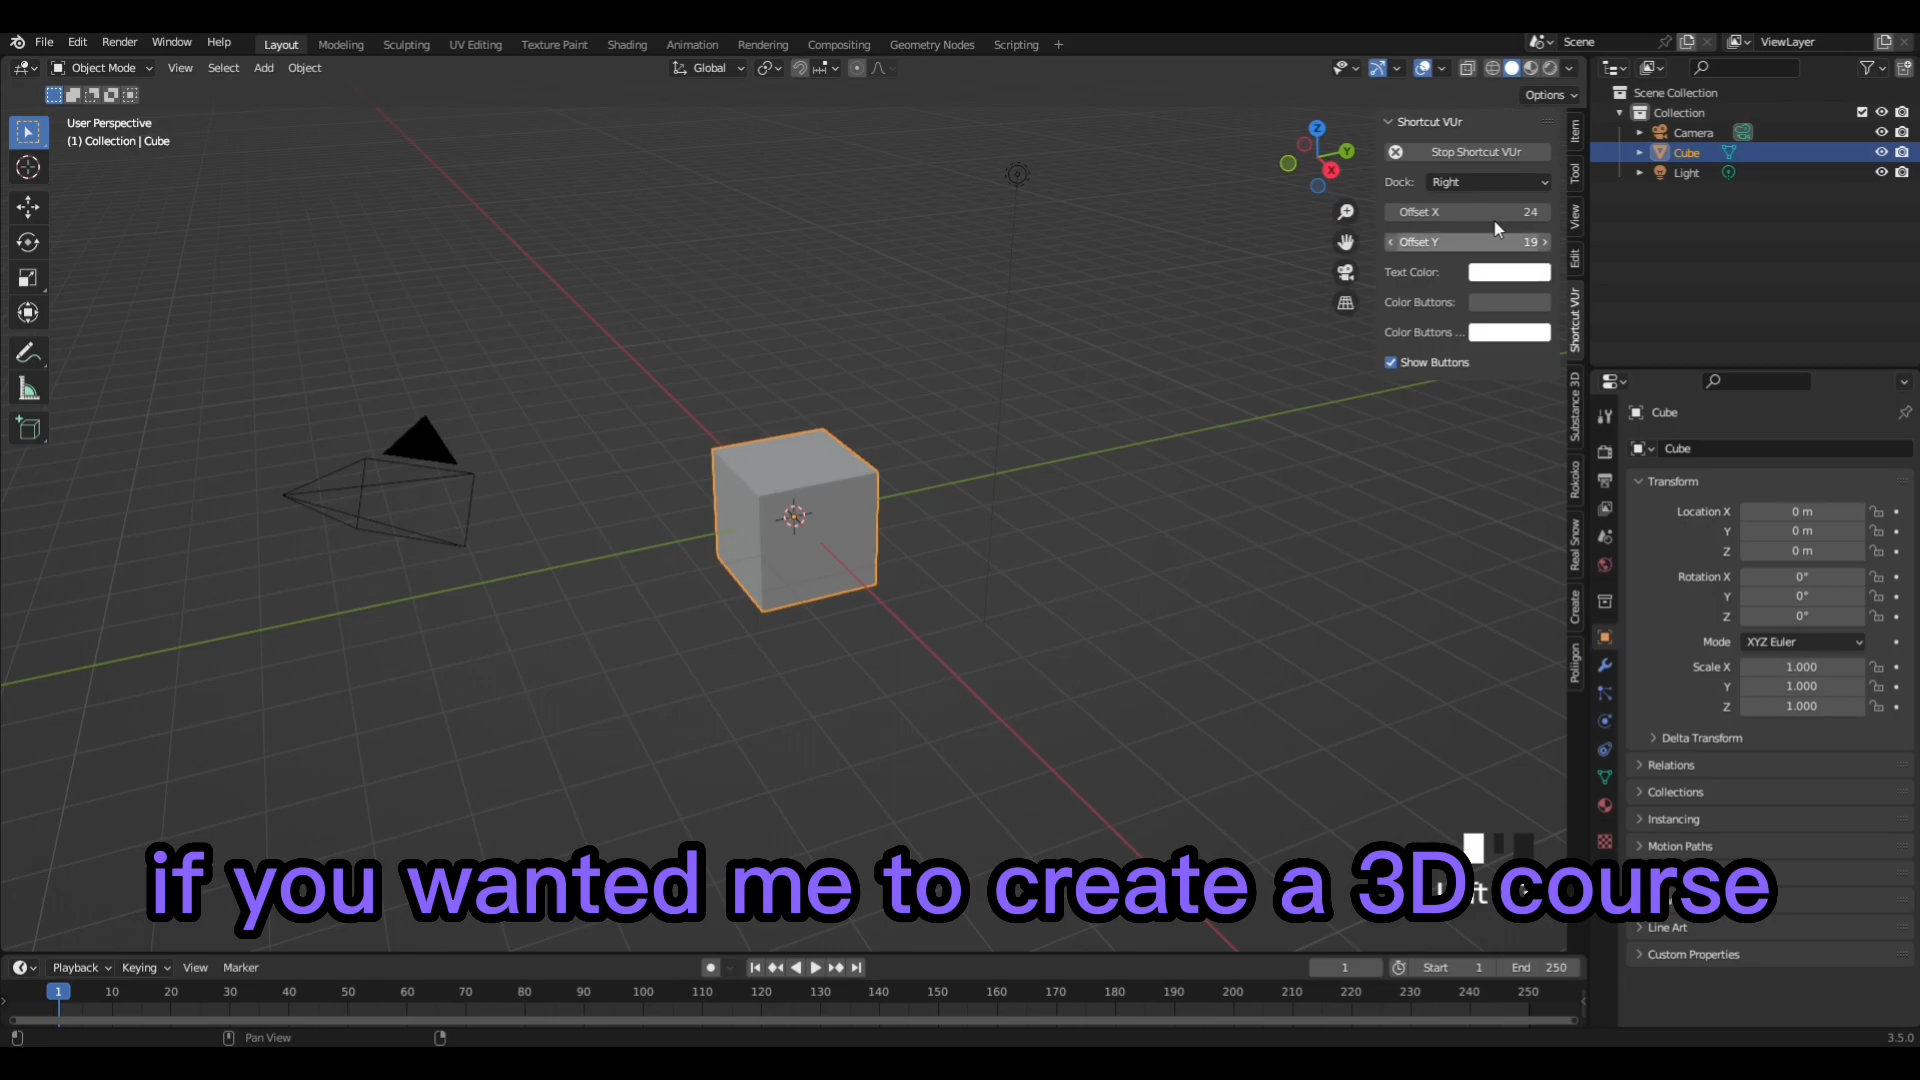 File Edit Render Window Help Layout Modeling Sculpting UV Editing Texture Paint Shading Animation Rendering Compositing Geometry Nodes Scripting + Scene ViewLayer
Object Mode View Select Add Object Global
Options
User Perspective
(1) Collection | Cube
Shortcut VUr
Stop Shortcut VUr
Dock: Right
Offset X 24
Offset Y 19
Text Color:
Color Buttons:
Color Buttons ...
Show Buttons
Z
Y
X
Item
Tool
View
Edit
Shortcut VUr
Substance 3D
Rokoko
Real Snow
Create
Poliigon
Scene Collection
Collection
Camera
Cube
Light
Cube
Cube
Transform
Location X 0 m
Y 0 m
Z 0 m
Rotation X 0°
Y 0°
Z 0°
Mode XYZ Euler
Scale X 1.000
Y 1.000
Z 1.000
Delta Transform
Relations
Collections
Instancing
Motion Paths
Line Art
Custom Properties
if you wanted me to create a 3D course
Playback Keying View Marker 1 Start 1 End 250
1 10 20 30 40 50 60 70 80 90 100 110 120 130 140 150 160 170 180 190 200 210 220 230 240 250
Pan View 3.5.0